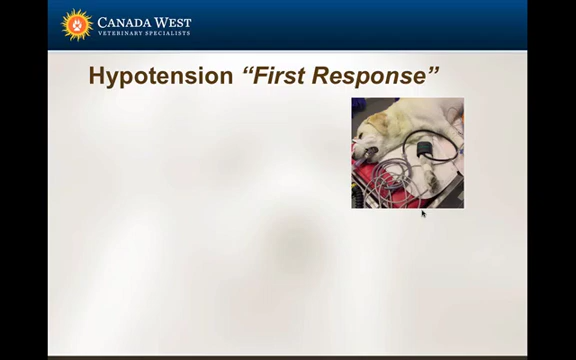 CANADA WEST
VETERINARY SPECIALISTS
Hypotension “First Response”